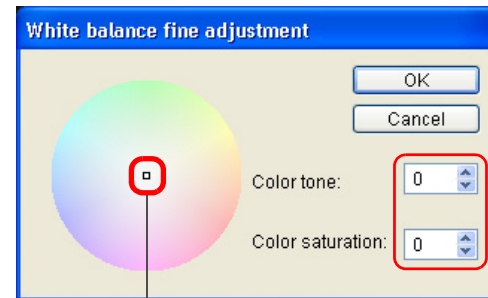 White balance fine adjustment
OK
Cancel
Color tone: 0
Color saturation: 0